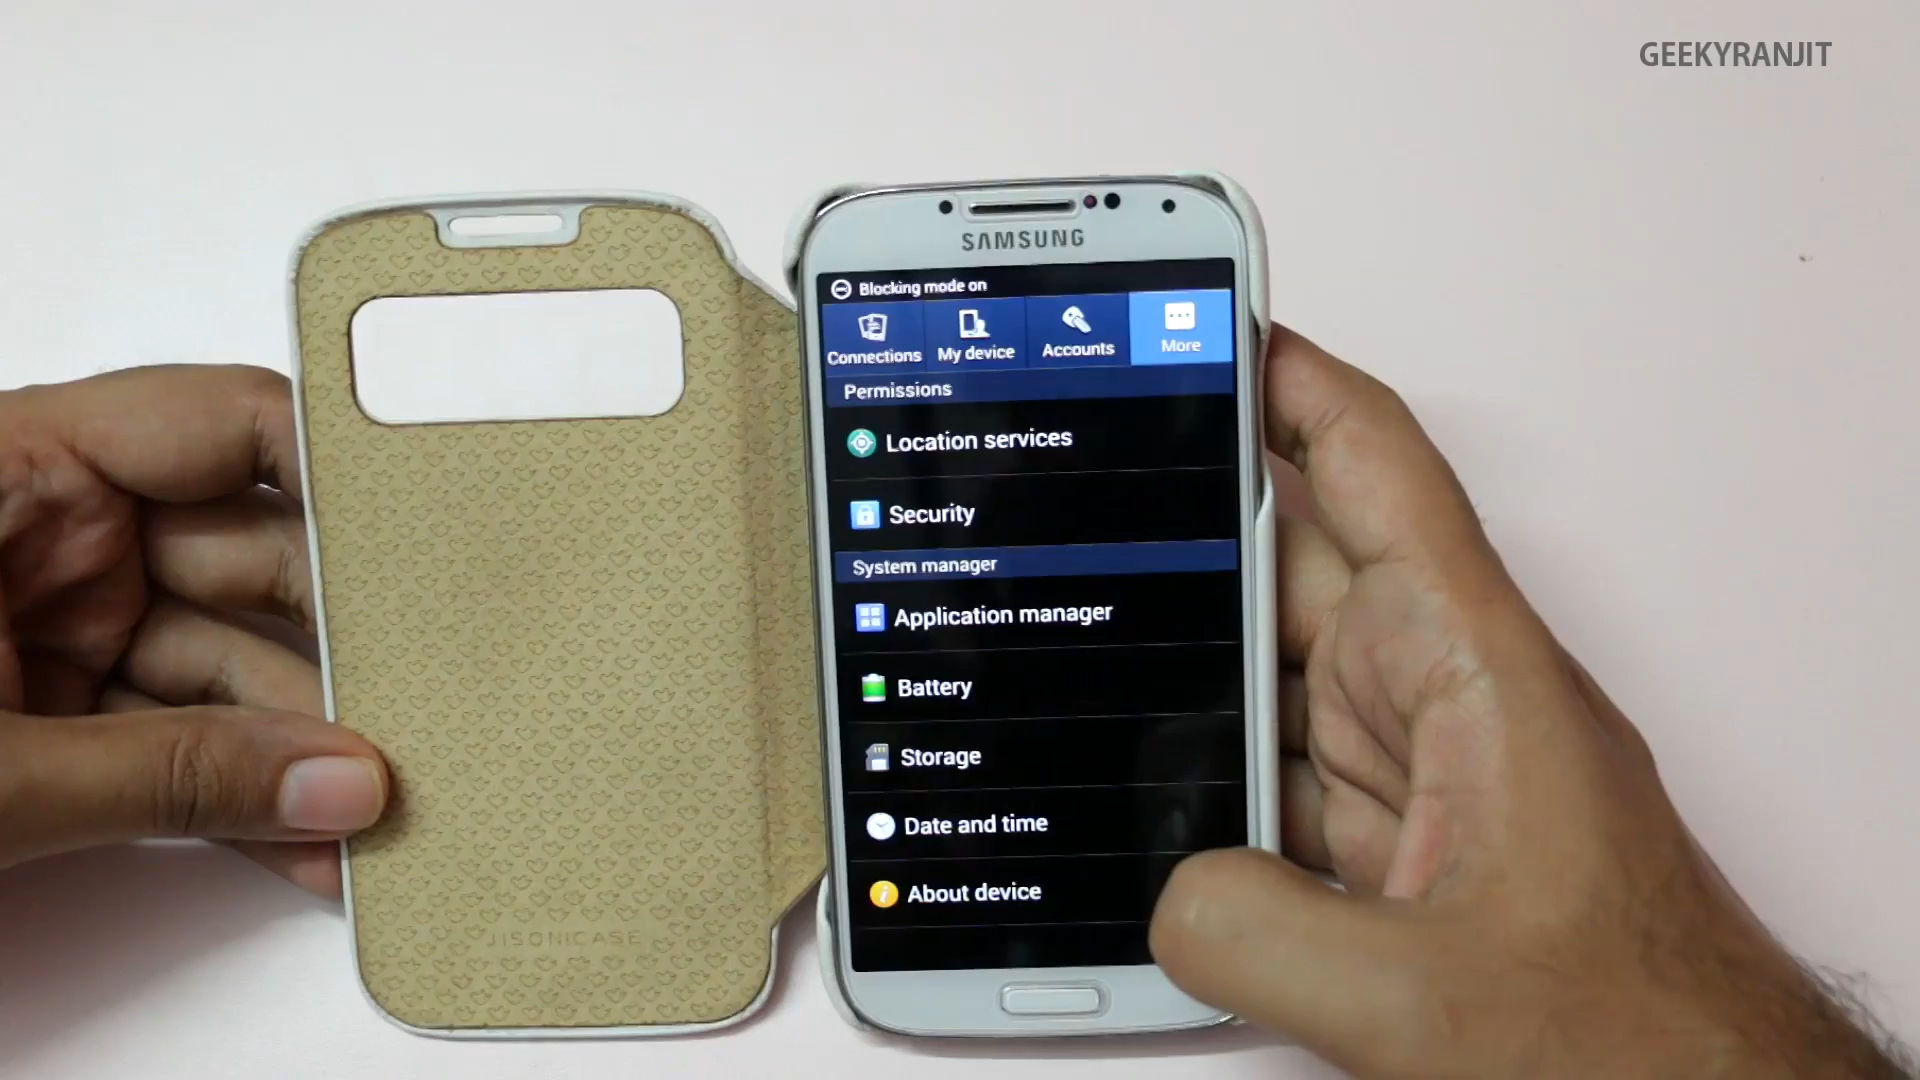 GEEKYRANJIT
SAMSUNG
Blocking mode on
Connections
My device
Accounts
More
Permissions
Location services
Security
System manager
Application manager
Battery
Storage
Date and time
About device
JISONICASE